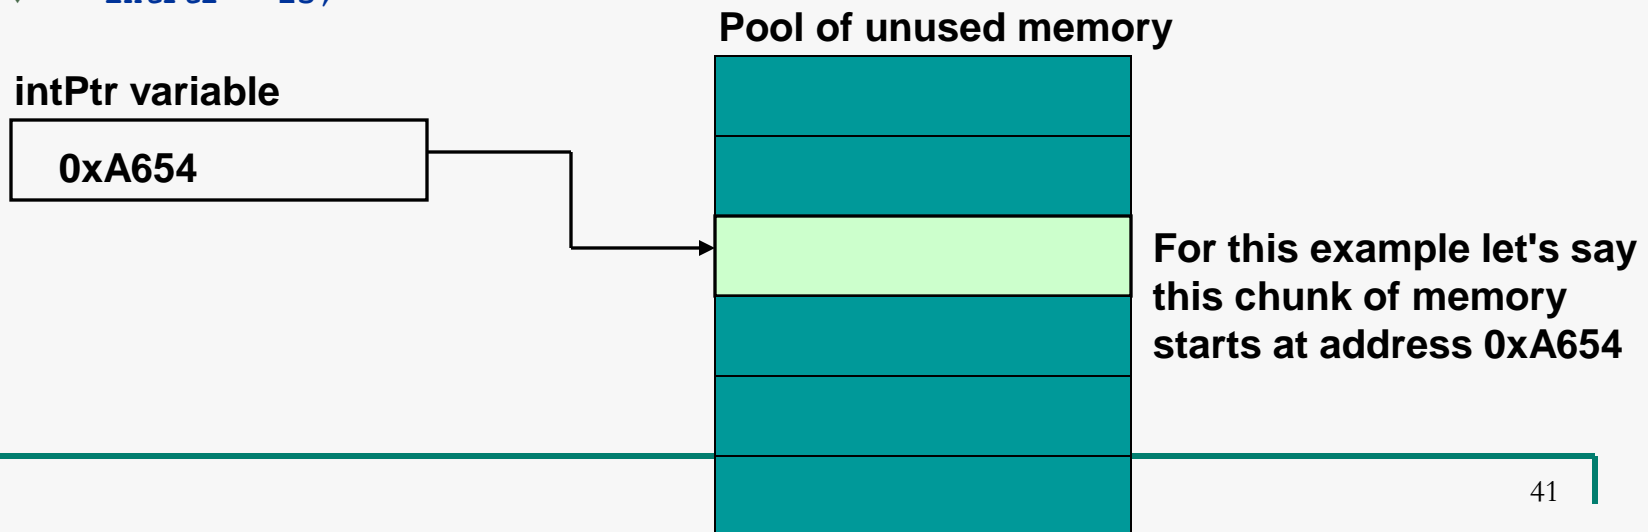 Pool of unused memory
intPtr variable
0xA654
For this example let's say
this chunk of memory
starts at address 0xA654
41